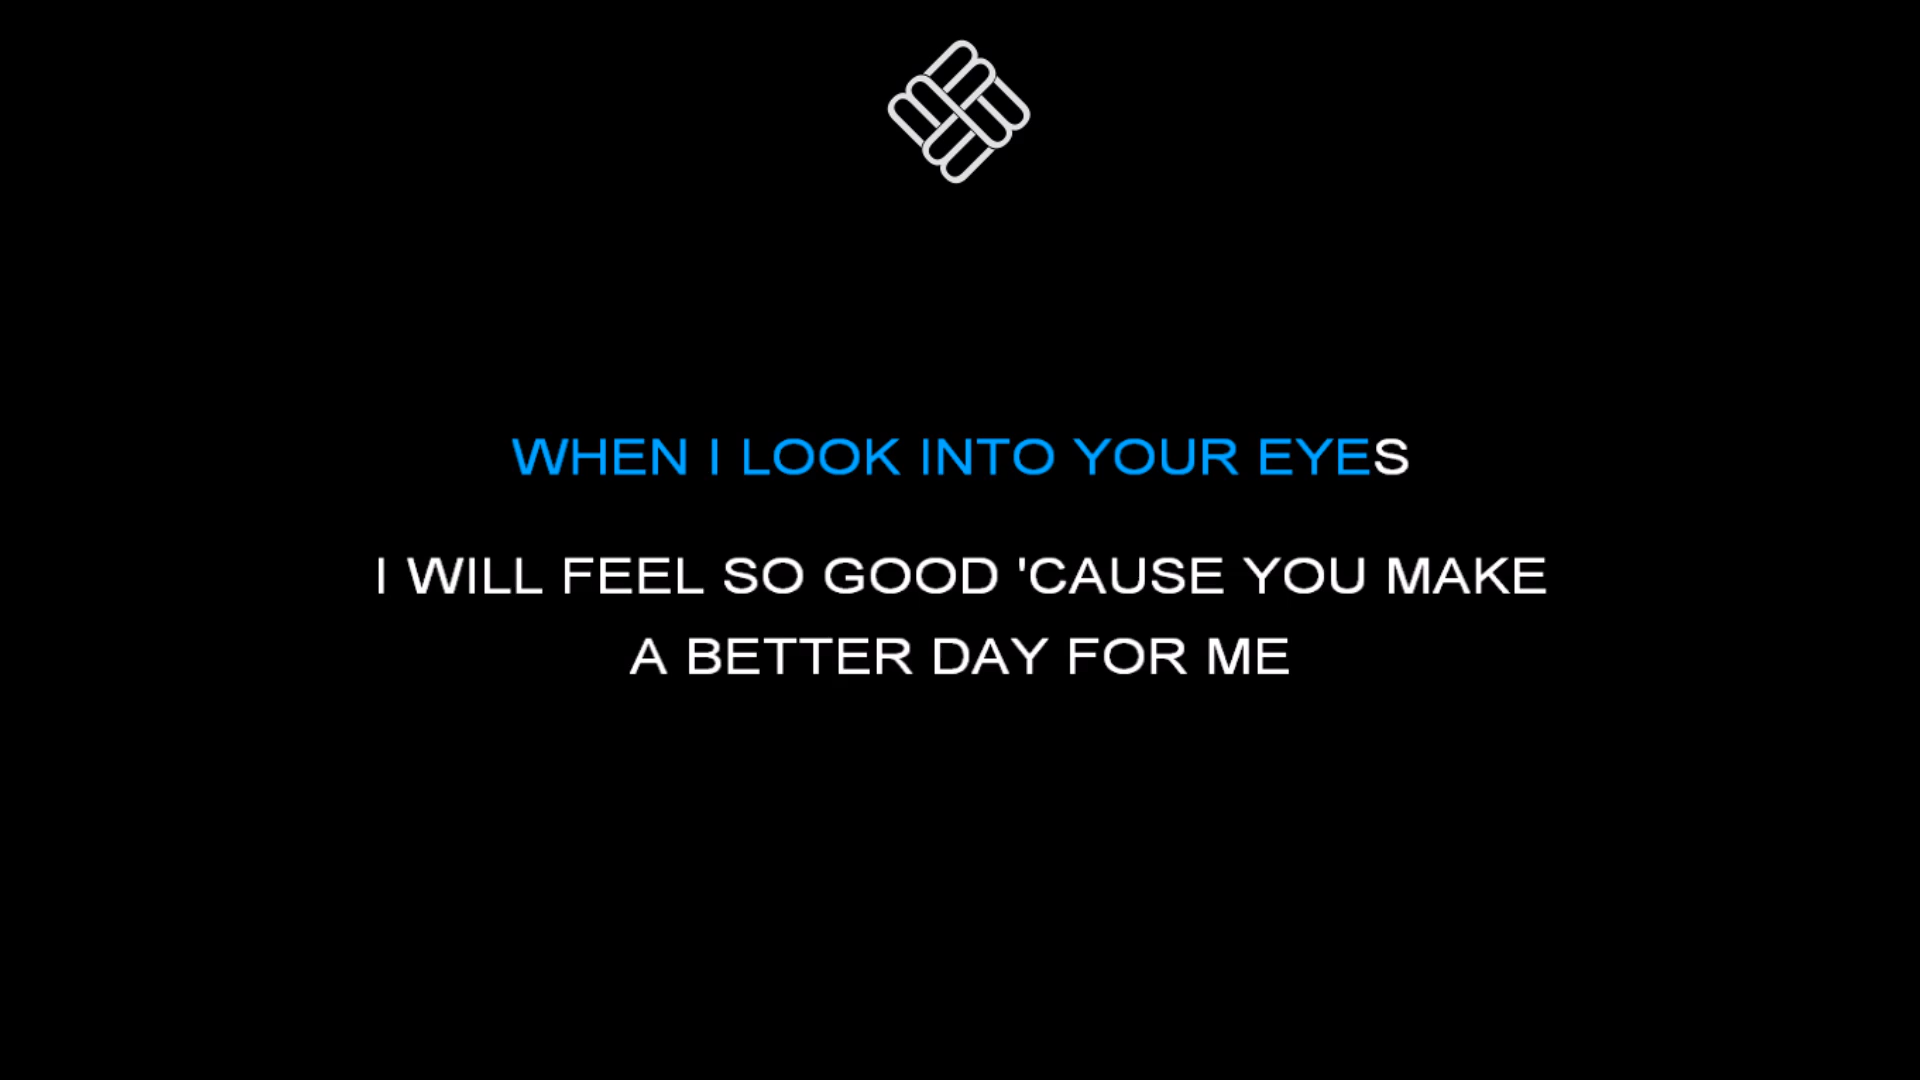 WHEN I LOOK INTO YOUR EYES
I WILL FEEL SO GOOD 'CAUSE YOU MAKE
A BETTER DAY FOR ME